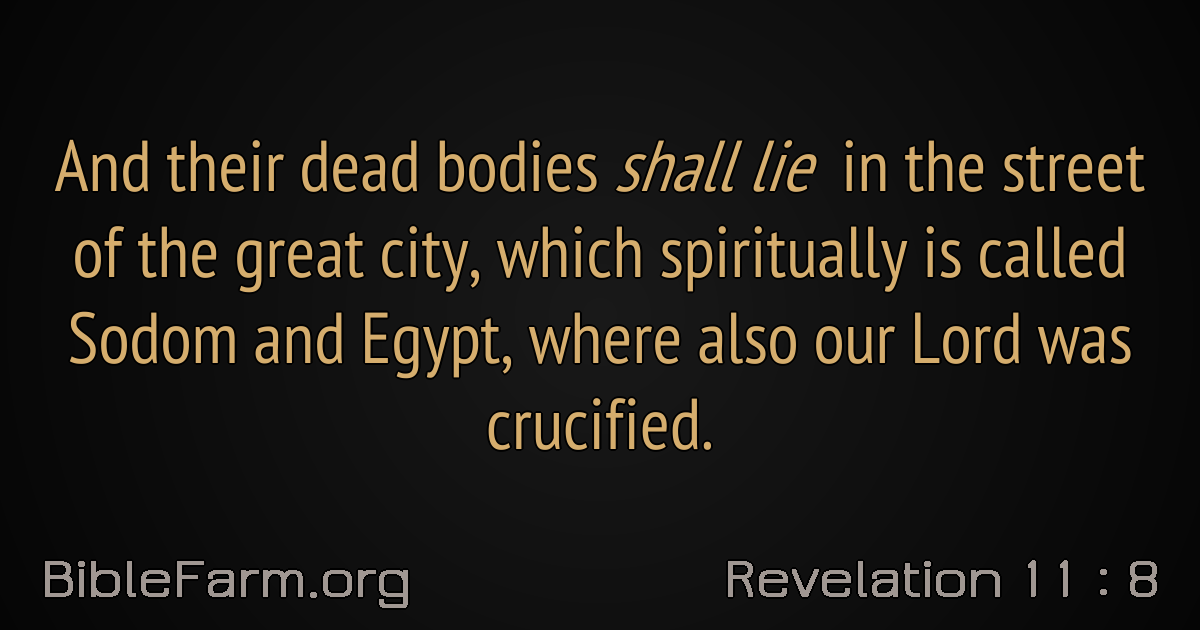 And their dead bodies shall lie in the street
of the great city, which spiritually is called
Sodom and Egypt, where also our Lord was
crucified.
BibleFarm.org
Revelation 11 : 8